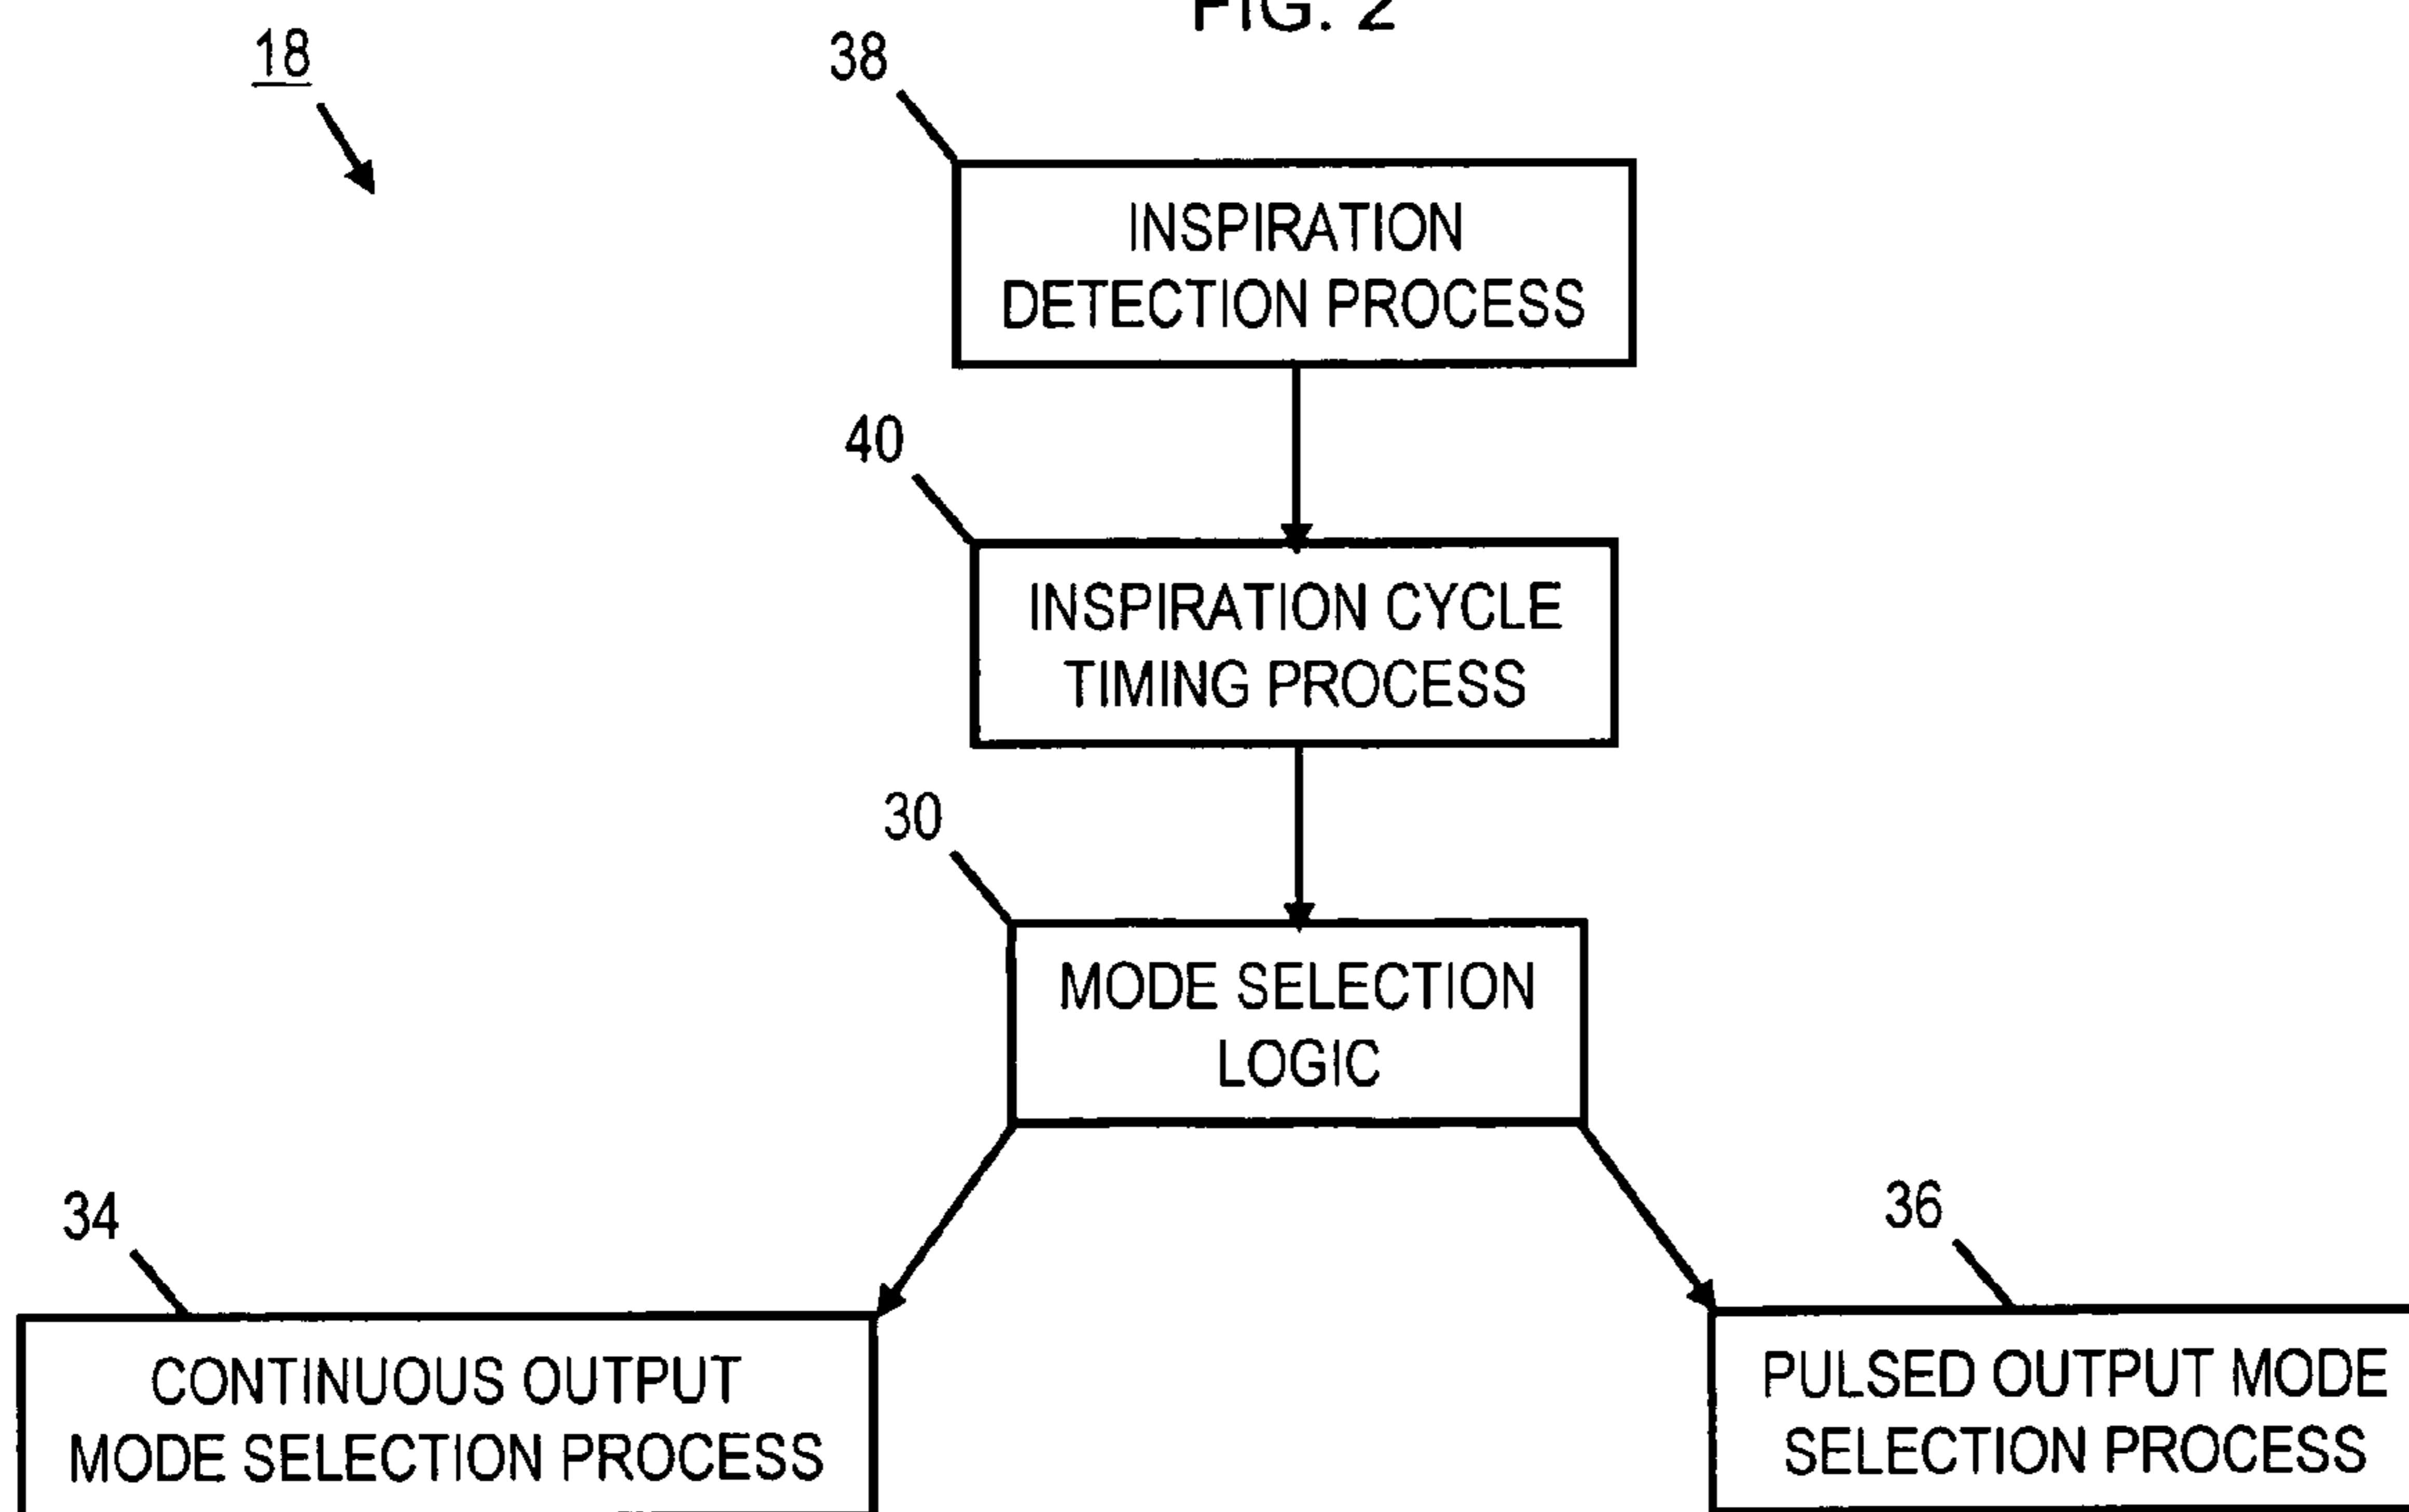 FIG. 2
18
38
INSPIRATION
DETECTION PROCESS
40
INSPIRATION CYCLE
TIMING PROCESS
30
MODE SELECTION
LOGIC
34
CONTINUOUS OUTPUT
MODE SELECTION PROCESS
36
PULSED OUTPUT MODE
SELECTION PROCESS